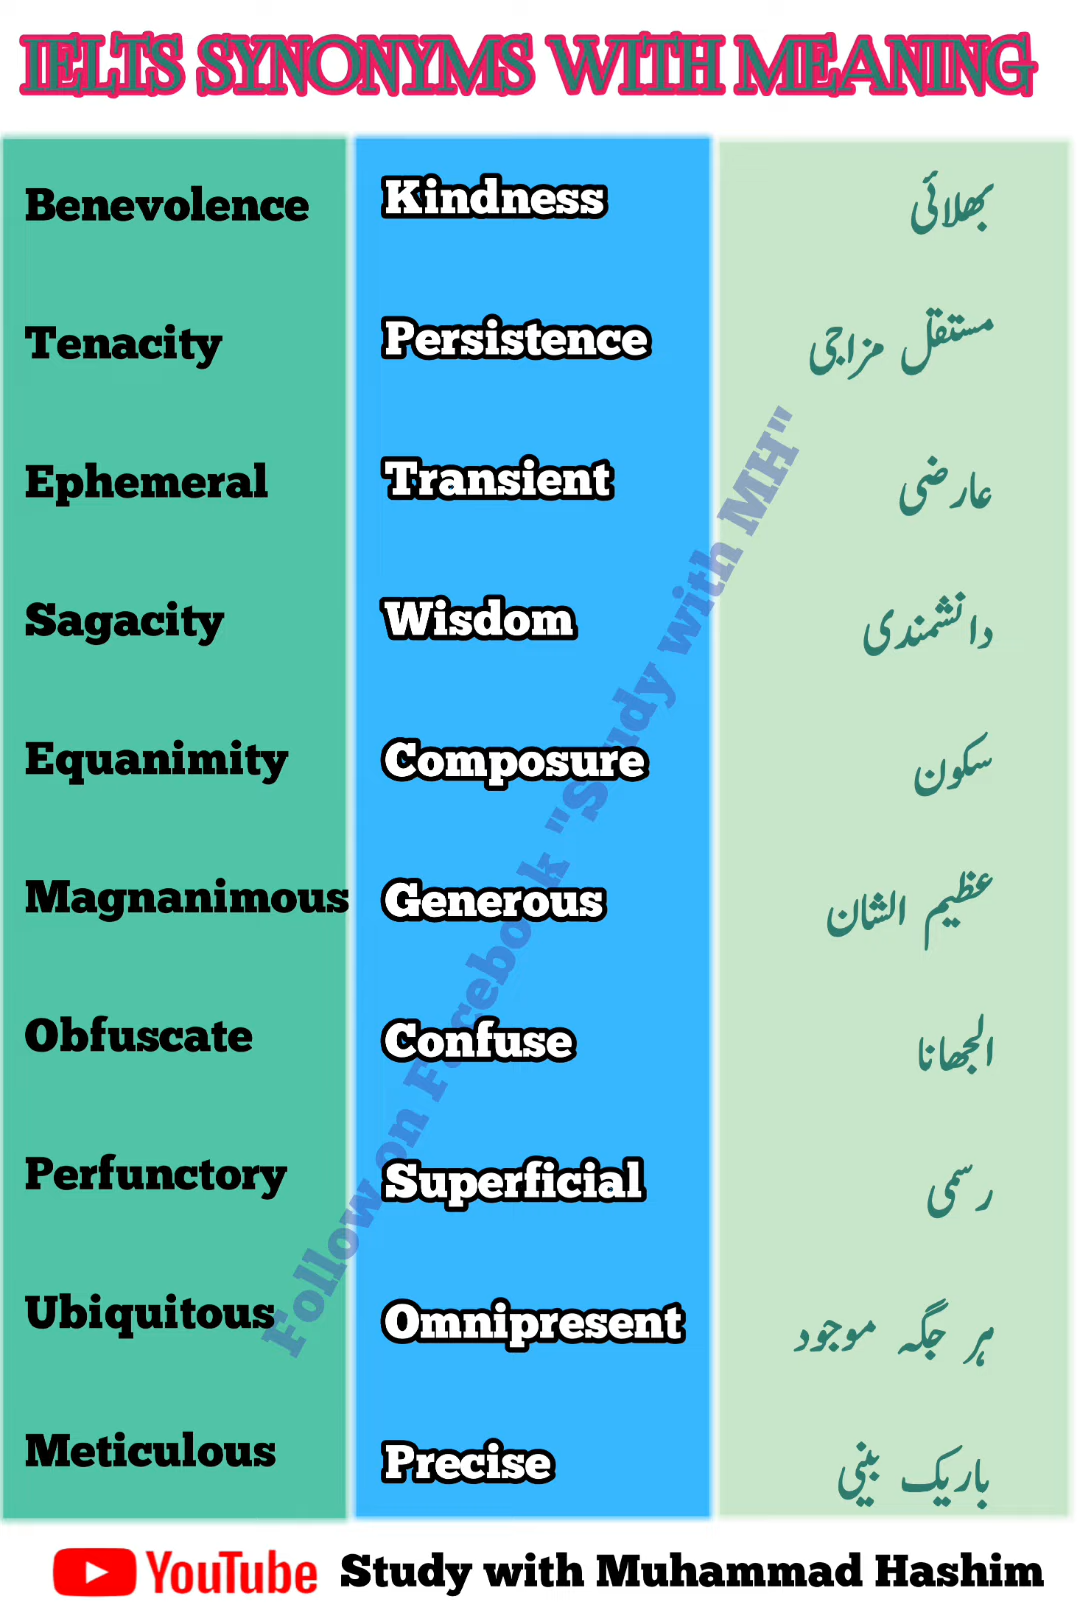 IELTS SYNONYMS WITH MEANING
Benevolence Kindness بھلائی
Tenacity Persistence مستقل مزاجی
Ephemeral Transient عارضی
Sagacity Wisdom دانشمندی
Equanimity Composure سکون
Magnanimous Generous عظیم الشان
Obfuscate Confuse الجھانا
Perfunctory Superficial رسمی
Ubiquitous Omnipresent ہر جگہ موجود
Meticulous Precise باریک بینی
Follow on Facebook "Study with MH"
YouTube Study with Muhammad Hashim